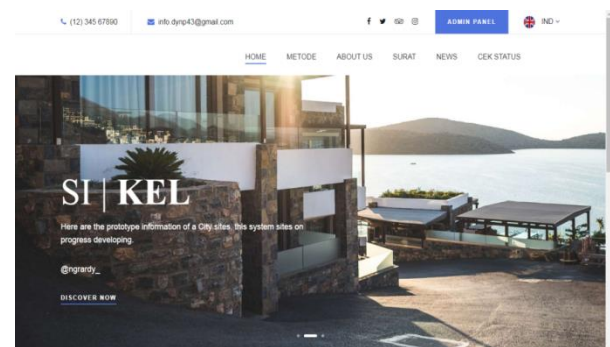 (12) 345 67890
info.dynp43@gmail.com
ADMIN PANEL
IND
HOME METODE ABOUT US SURAT NEWS CEK STATUS
SI | KEL
Here are the prototype information of a City sites, this system sites on
progress developing.
@ngrardy_
DISCOVER NOW